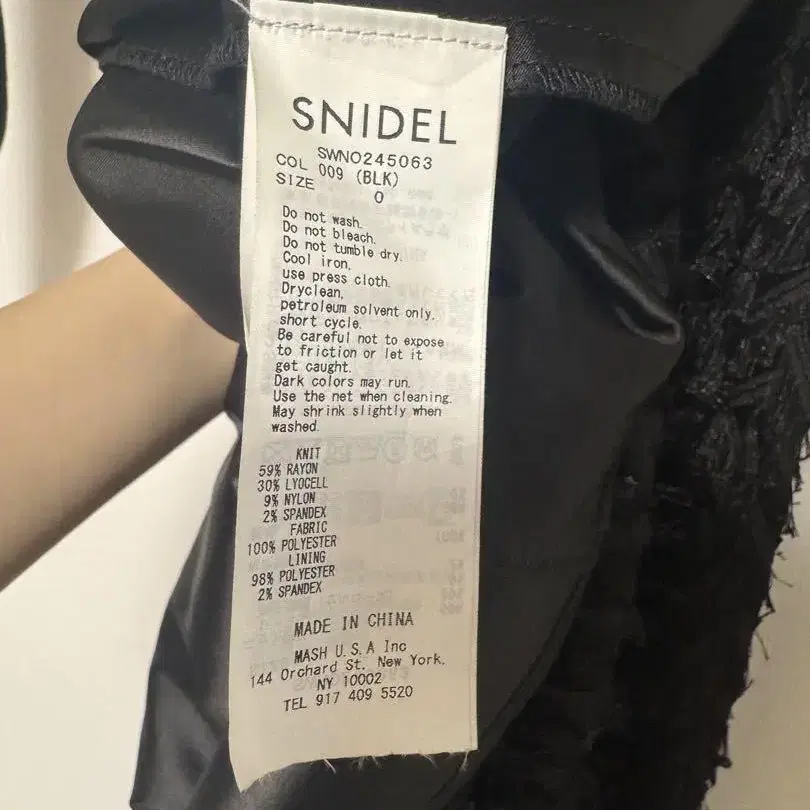 SNIDEL
SWNO245063
COL 009 (BLK)
SIZE 0
Do not wash.
Do not bleach.
Do not tumble dry.
Cool iron,
use press cloth.
Dryclean,
petroleum solvent only.
short cycle.
Be careful not to expose
to friction or let it
get caught.
Dark colors may run.
Use the net when cleaning.
May shrink slightly when
washed.
KNIT
59% RAYON
30% LYOCELL
9% NYLON
2% SPANDEX
FABRIC
100% POLYESTER
LINING
98% POLYESTER
2% SPANDEX
MADE IN CHINA
MASH U.S.A Inc
144 Orchard St. New York.
NY 10002
TEL 917 409 5520